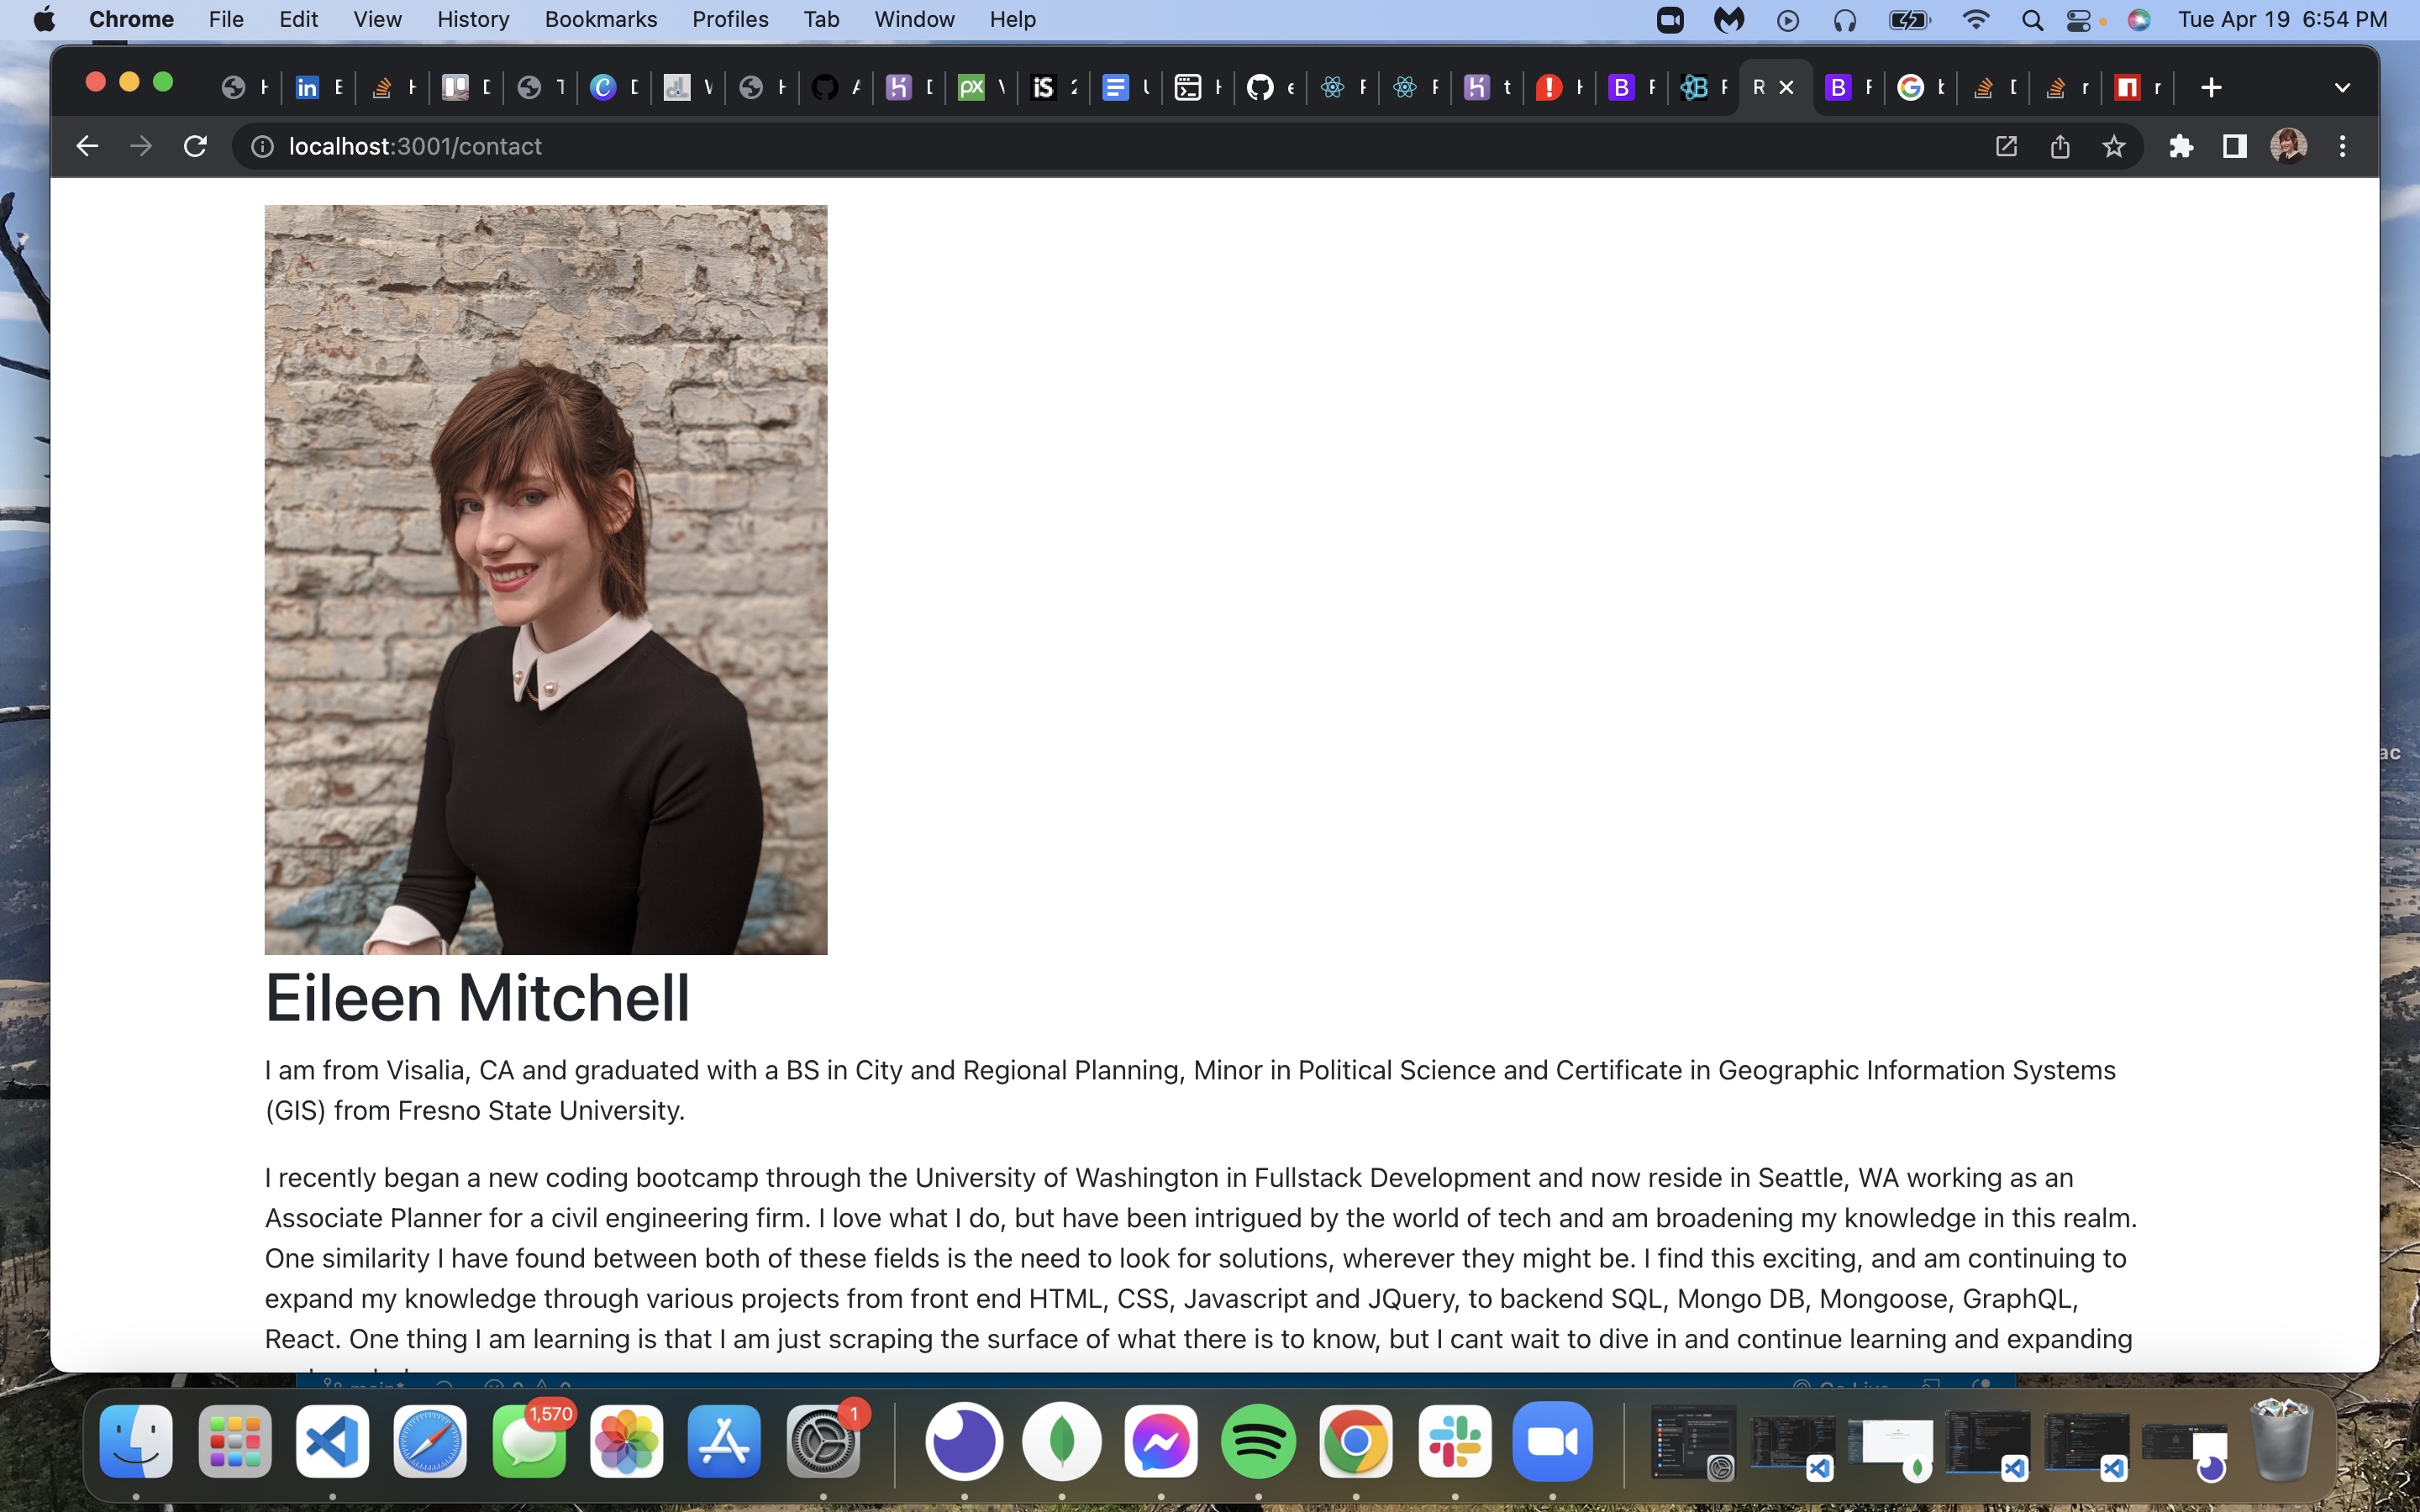 Chrome File Edit View History Bookmarks Profiles Tab Window Help Tue Apr 19 6:54 PM
localhost:3001/contact
Eileen Mitchell
I am from Visalia, CA and graduated with a BS in City and Regional Planning, Minor in Political Science and Certificate in Geographic Information Systems
(GIS) from Fresno State University.
I recently began a new coding bootcamp through the University of Washington in Fullstack Development and now reside in Seattle, WA working as an
Associate Planner for a civil engineering firm. I love what I do, but have been intrigued by the world of tech and am broadening my knowledge in this realm.
One similarity I have found between both of these fields is the need to look for solutions, wherever they might be. I find this exciting, and am continuing to
expand my knowledge through various projects from front end HTML, CSS, Javascript and JQuery, to backend SQL, Mongo DB, Mongoose, GraphQL,
React. One thing I am learning is that I am just scraping the surface of what there is to know, but I cant wait to dive in and continue learning and expanding
ac
1,570
1